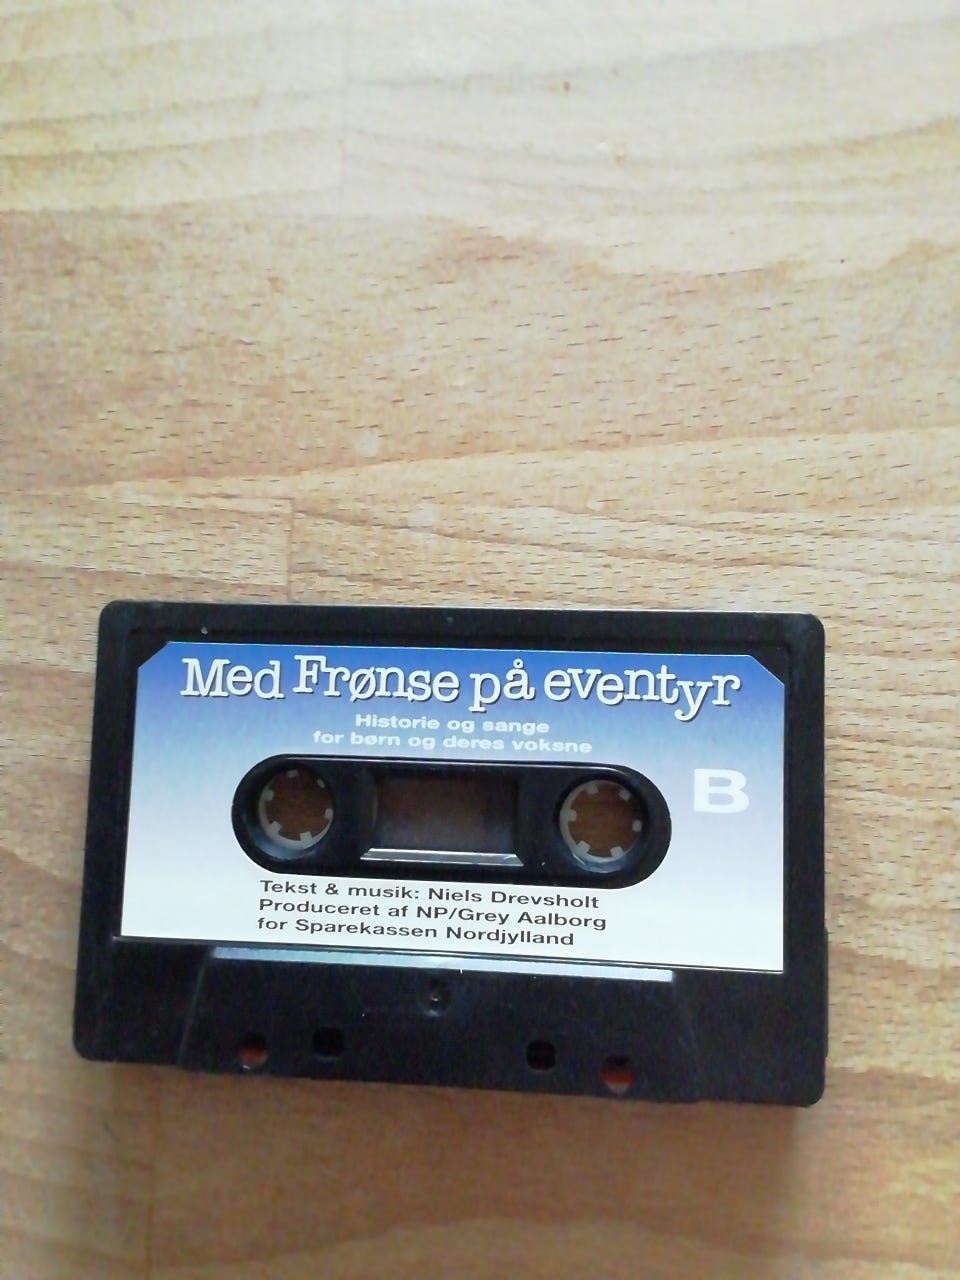 Med Frønse på eventyr
Historie og sange
for børn og deres voksne
B
Tekst & musik: Niels Drevsholt
Produceret af NP/Grey Aalborg
for Sparekassen Nordjylland